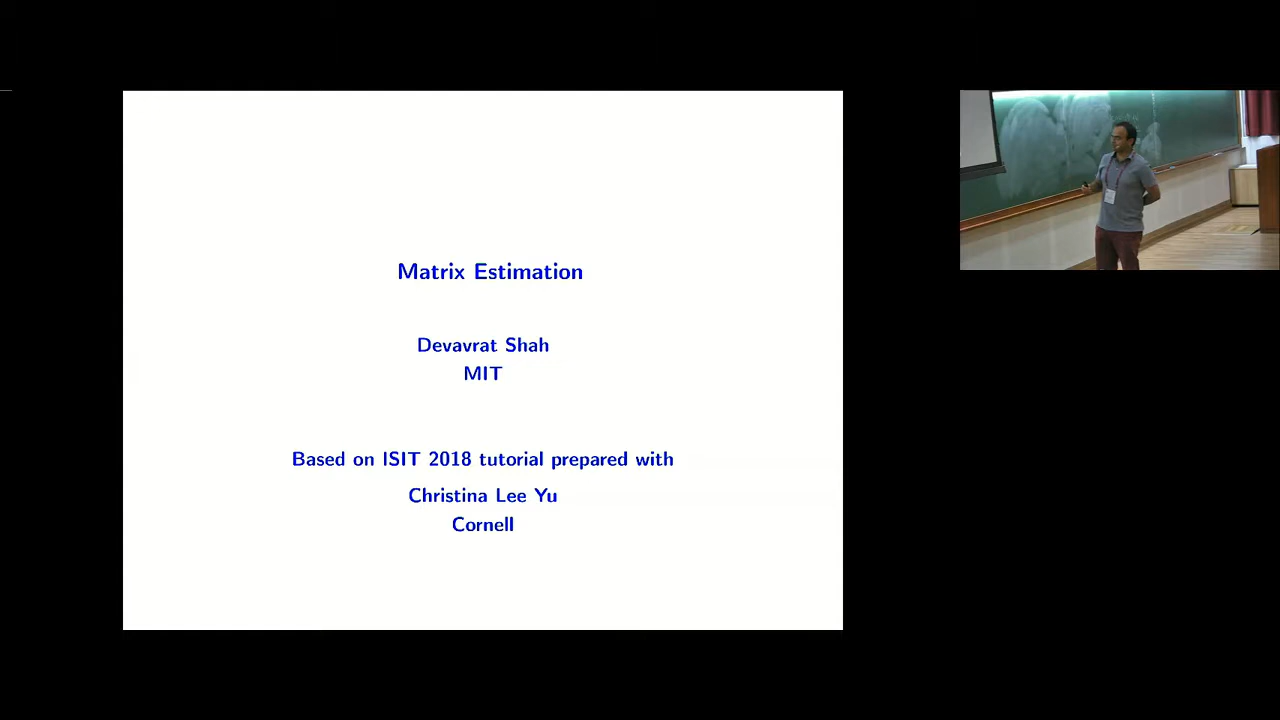 Matrix Estimation
Devavrat Shah
MIT
Based on ISIT 2018 tutorial prepared with
Christina Lee Yu
Cornell